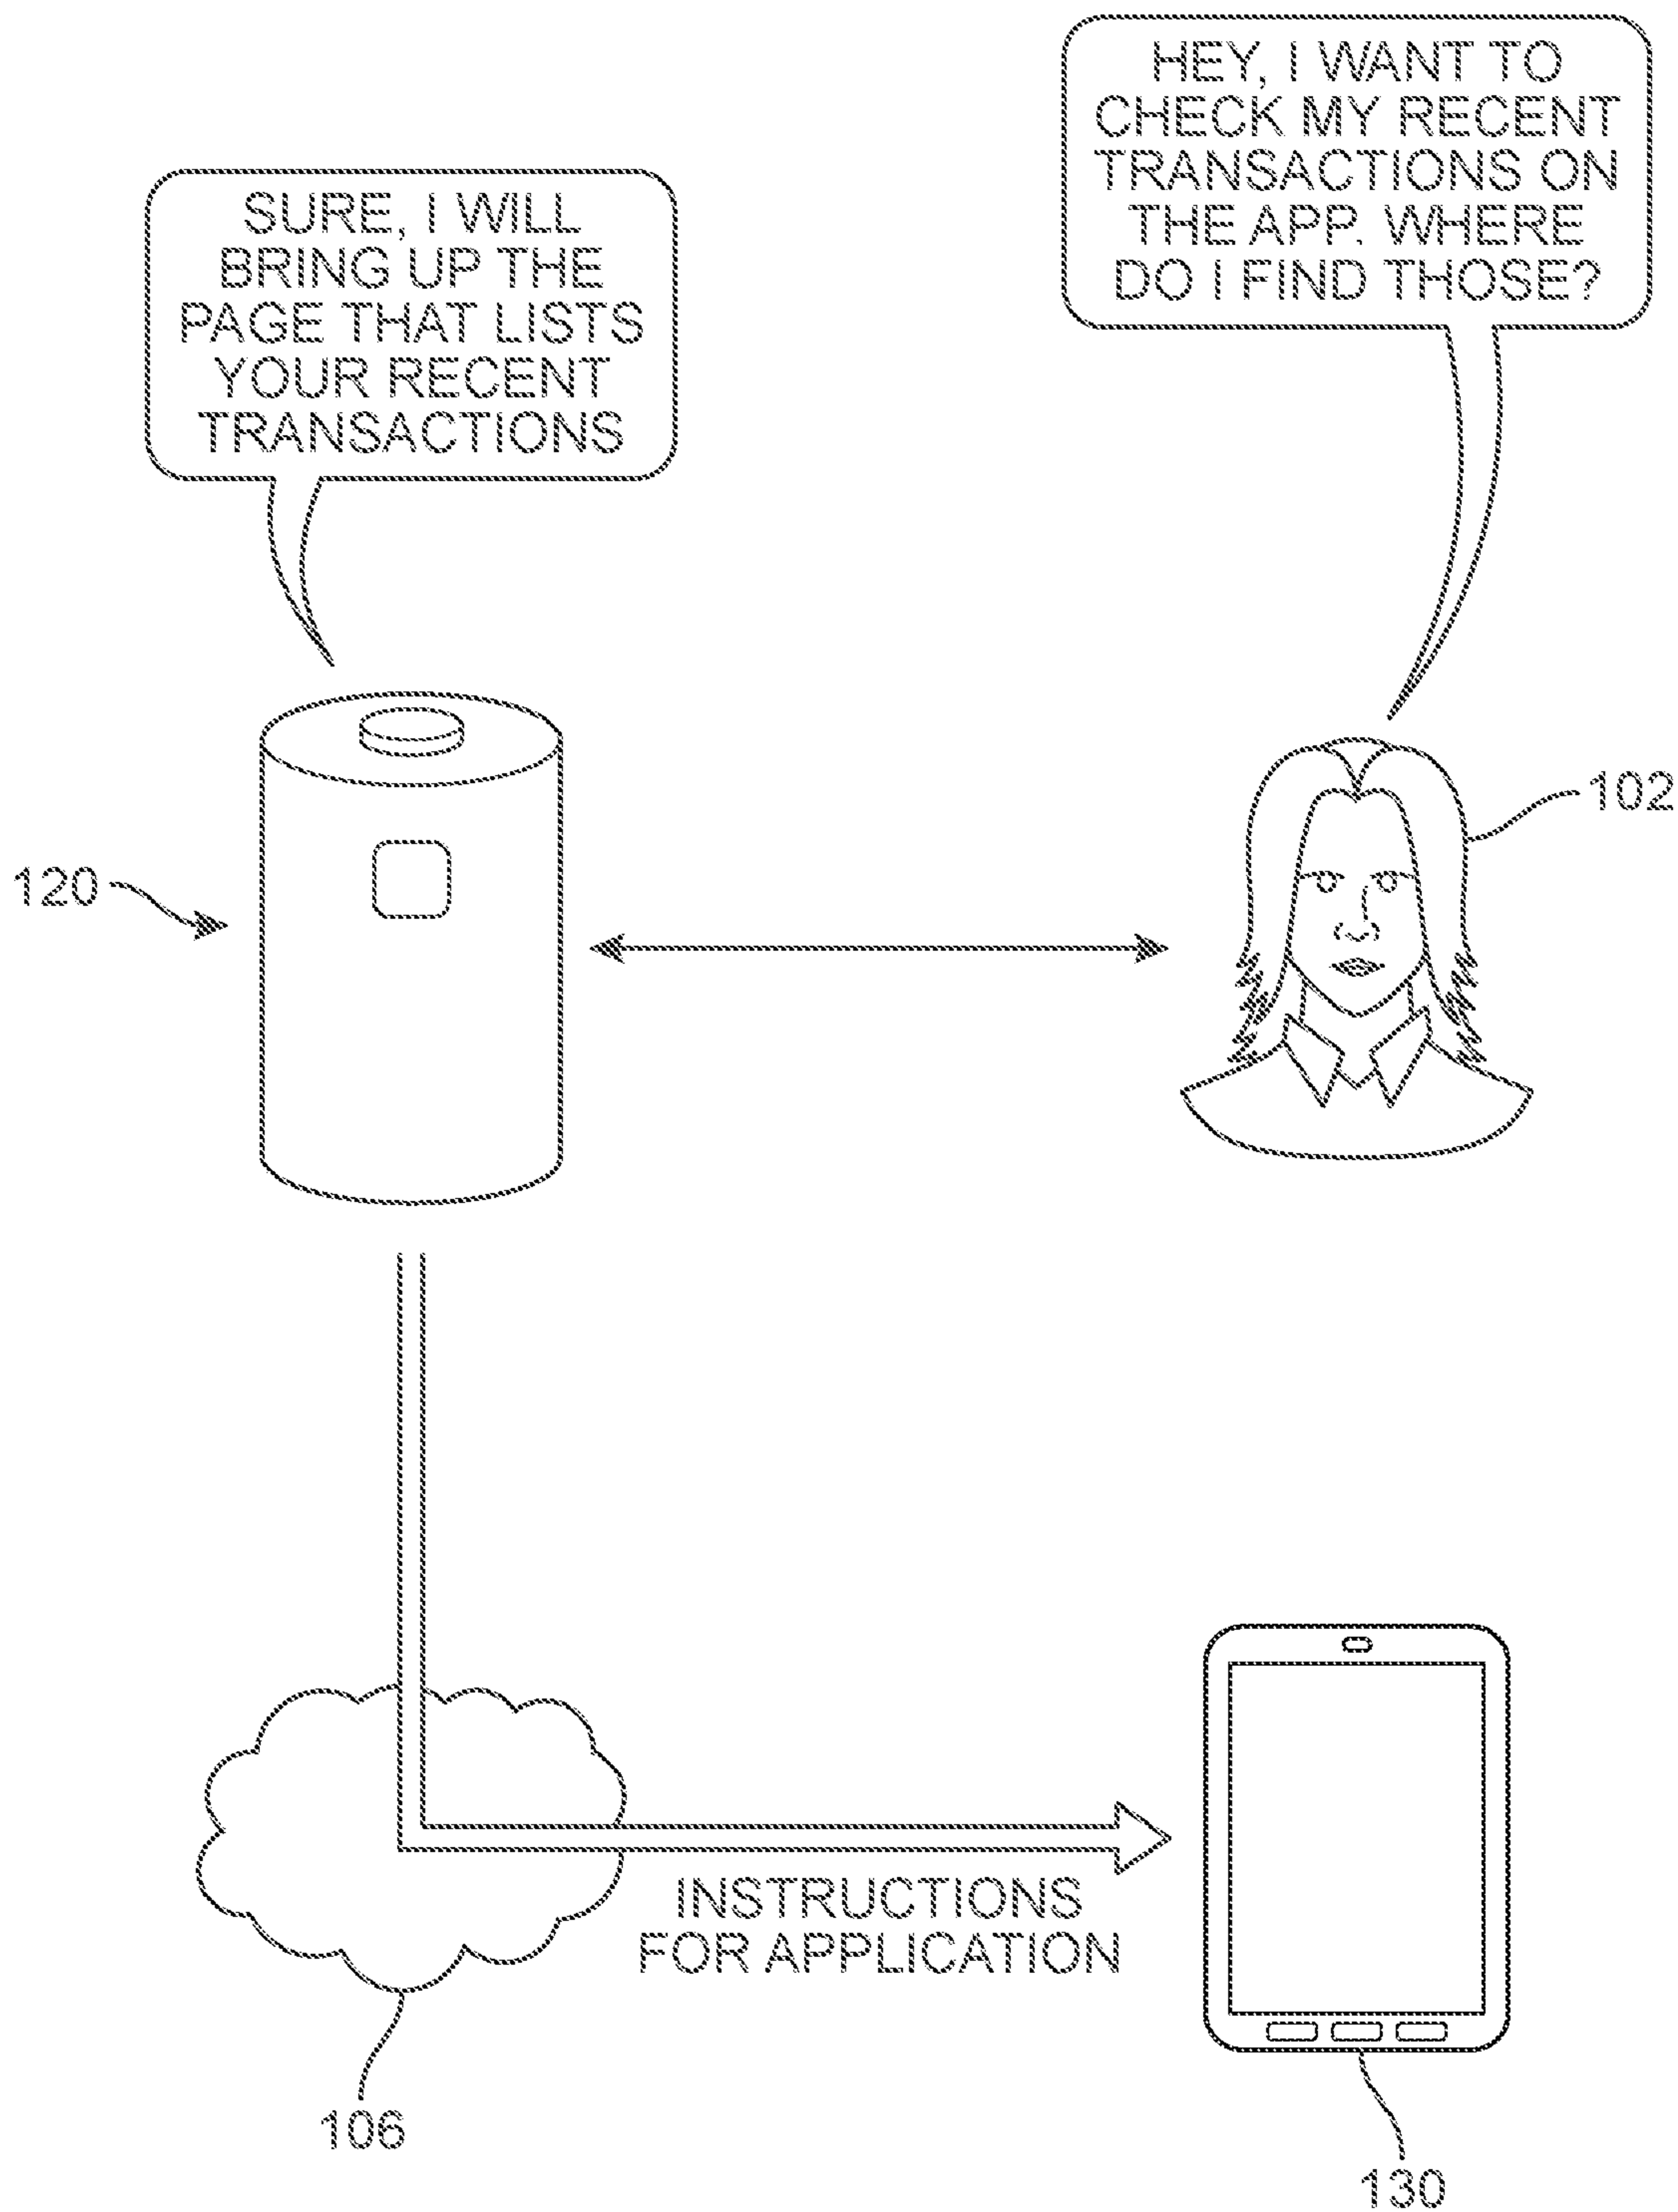 HEY, I WANT TO
CHECK MY RECENT
TRANSACTIONS ON
THE APP. WHERE
DO I FIND THOSE?
SURE, I WILL
BRING UP THE
PAGE THAT LISTS
YOUR RECENT
TRANSACTIONS
102
120
INSTRUCTIONS
FOR APPLICATION
106
130